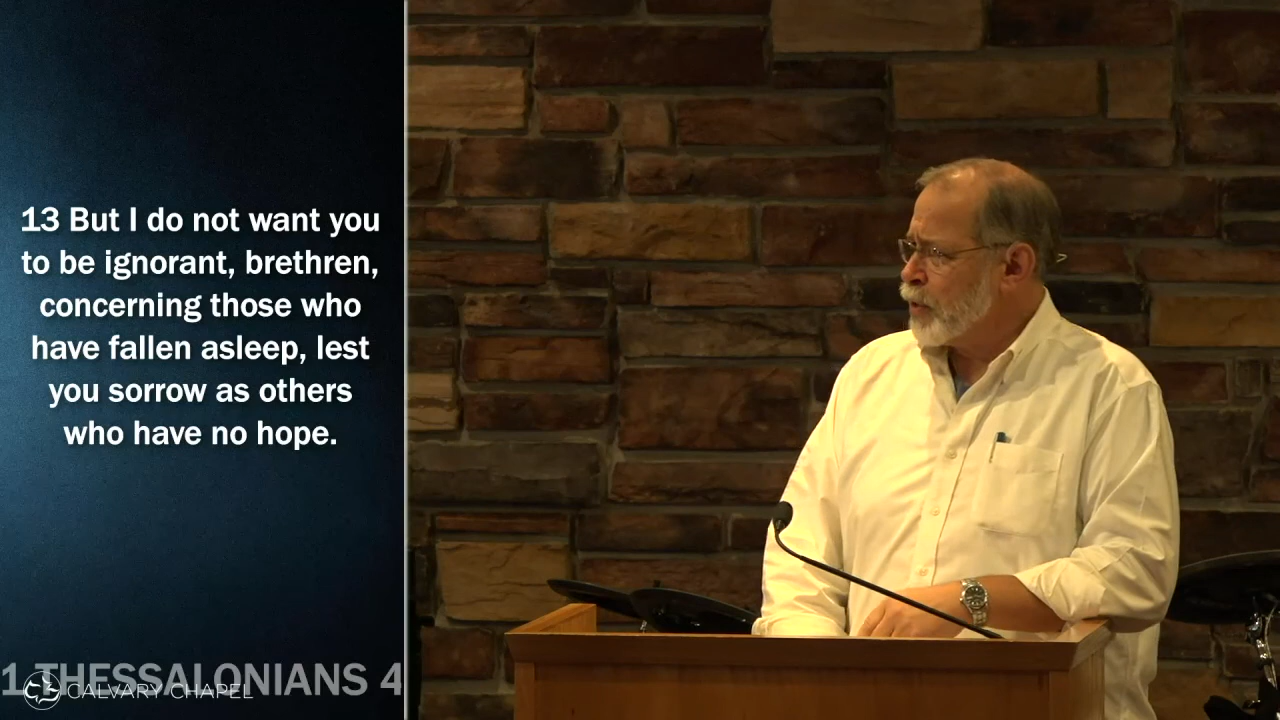 13 But I do not want you
to be ignorant, brethren,
concerning those who
have fallen asleep, lest
you sorrow as others
who have no hope.
1 THESSALONIANS 4
CALVARY CHAPEL